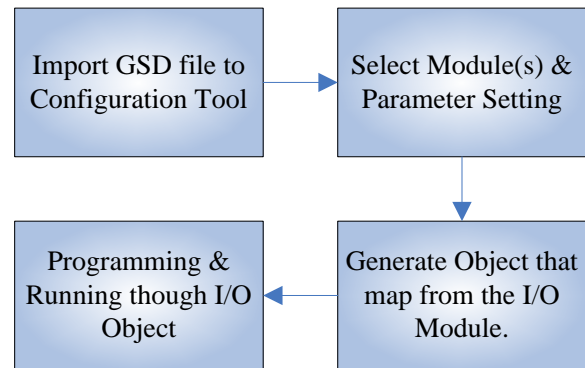 Import GSD file to
Configuration Tool
Select Module(s) &
Parameter Setting
Generate Object that
map from the I/O
Module.
Programming &
Running though I/O
Object